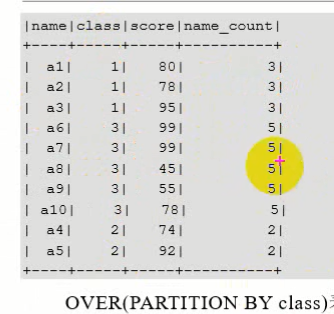 |name|class|score|name_count|
+----+-----+-----+----------+
|  a1|    1|   80|         3|
|  a2|    1|   78|         3|
|  a3|    1|   95|         3|
|  a6|    3|   99|         5|
|  a7|    3|   99|         5|
|  a8|    3|   45|         5|
|  a9|    3|   55|         5|
| a10|    3|   78|         5|
|  a4|    2|   74|         2|
|  a5|    2|   92|         2|
+----+-----+-----+----------+
OVER(PARTITION BY class)